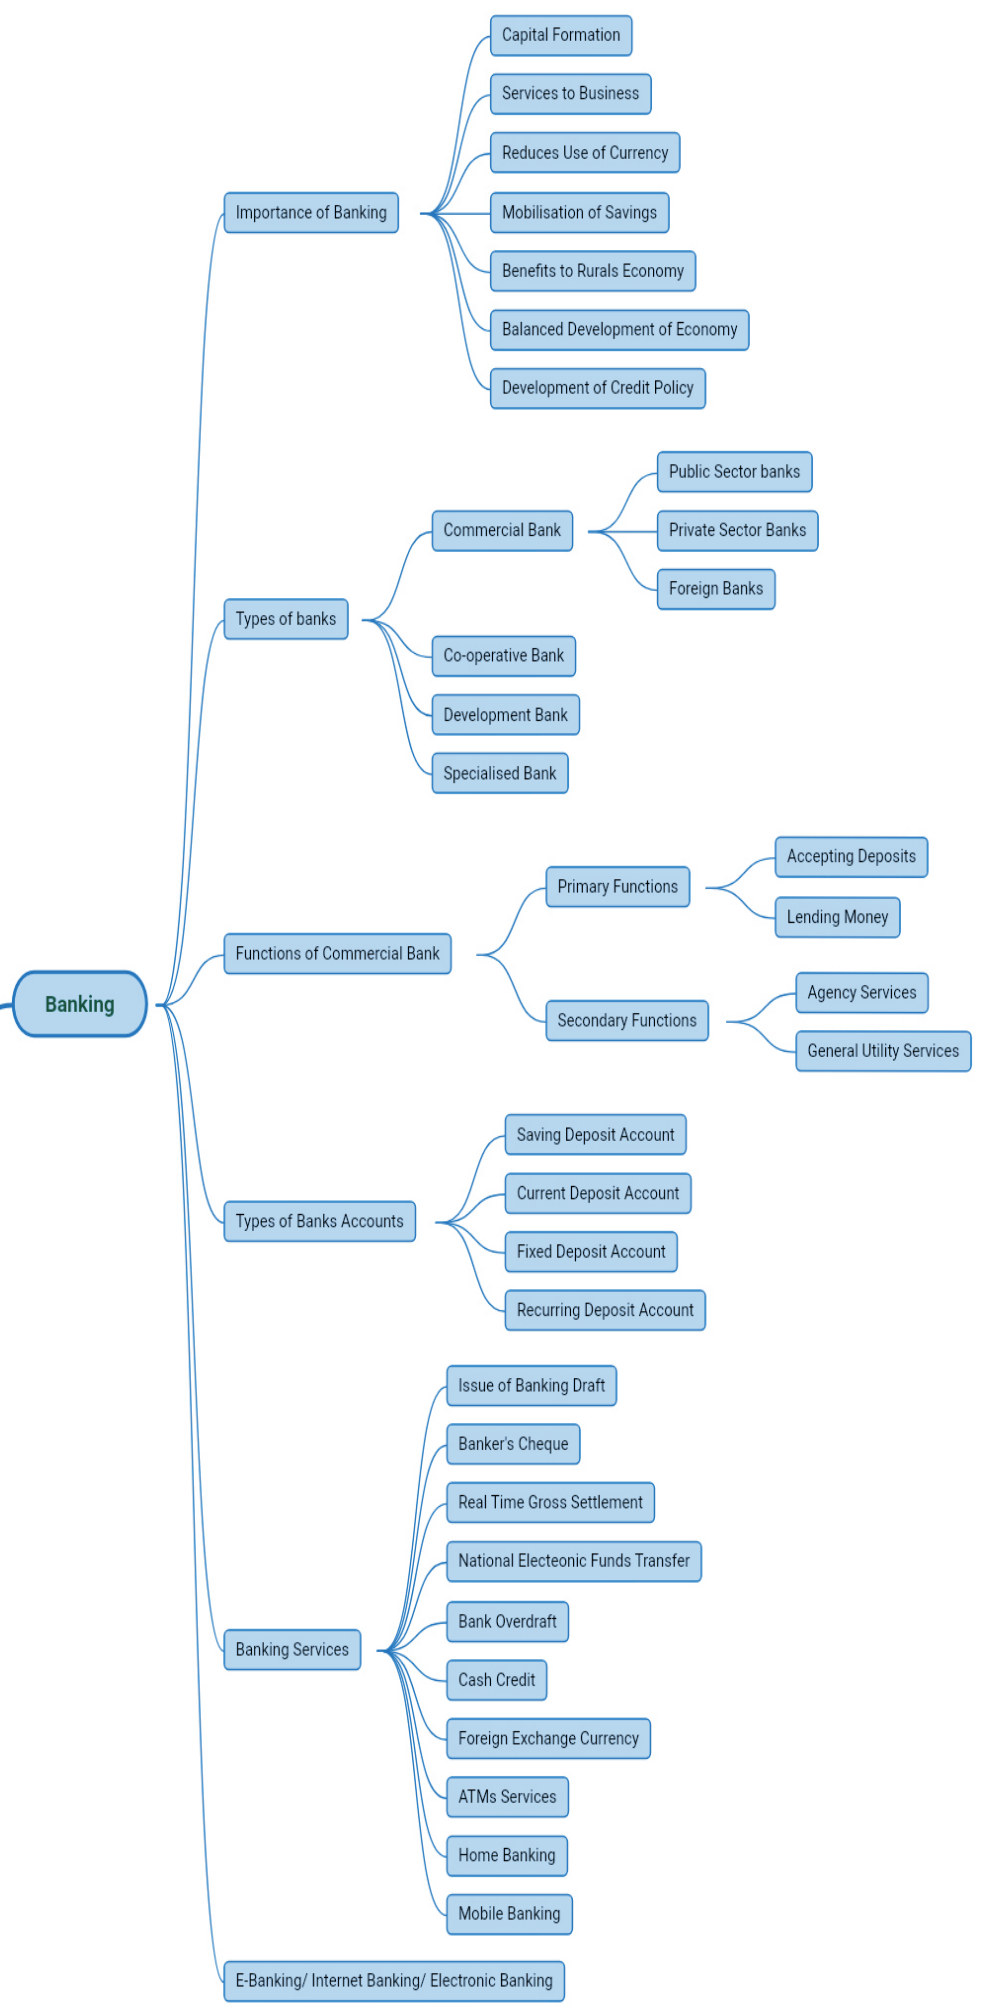 Banking
Importance of Banking
Capital Formation
Services to Business
Reduces Use of Currency
Mobilisation of Savings
Benefits to Rurals Economy
Balanced Development of Economy
Development of Credit Policy
Types of banks
Commercial Bank
Public Sector banks
Private Sector Banks
Foreign Banks
Co-operative Bank
Development Bank
Specialised Bank
Functions of Commercial Bank
Primary Functions
Accepting Deposits
Lending Money
Secondary Functions
Agency Services
General Utility Services
Types of Banks Accounts
Saving Deposit Account
Current Deposit Account
Fixed Deposit Account
Recurring Deposit Account
Banking Services
Issue of Banking Draft
Banker's Cheque
Real Time Gross Settlement
National Electeonic Funds Transfer
Bank Overdraft
Cash Credit
Foreign Exchange Currency
ATMs Services
Home Banking
Mobile Banking
E-Banking/ Internet Banking/ Electronic Banking